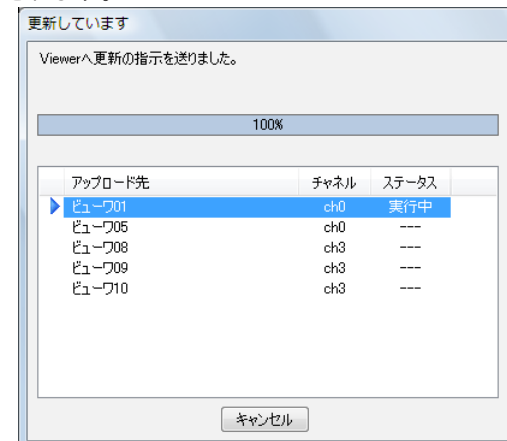 更新しています
Viewerへ更新の指示を送りました。
100%
アップロード先 チャネル ステータス
ビューワ01 ch0 実行中
ビューワ05 ch0 ---
ビューワ08 ch3 ---
ビューワ09 ch3 ---
ビューワ10 ch3 ---
キャンセル